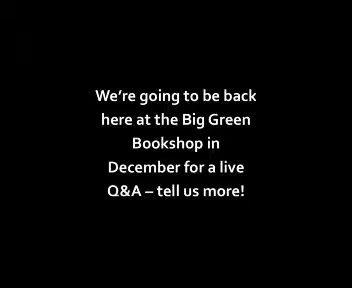 We’re going to be back
here at the Big Green
Bookshop in
December for a live
Q&A – tell us more!